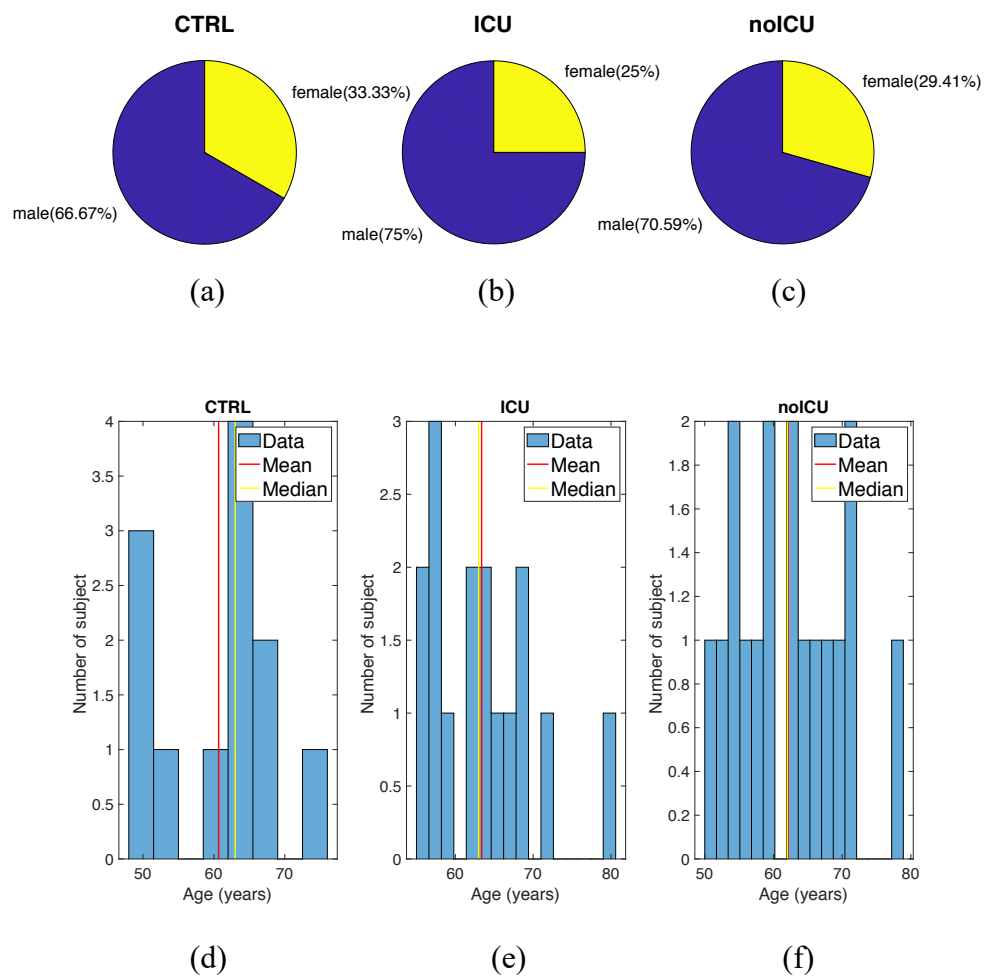 CTRL
ICU
noICU
female(33.33%)
male(66.67%)
female(25%)
male(75%)
female(29.41%)
male(70.59%)
(a)
(b)
(c)
CTRL
Data
Mean
Median
4
3.5
3
2.5
2
1.5
1
0.5
0
Number of subject
50
60
70
Age (years)
ICU
Data
Mean
Median
3
2.5
2
1.5
1
0.5
0
Number of subject
60
70
80
Age (years)
noICU
Data
Mean
Median
2
1.8
1.6
1.4
1.2
1
0.8
0.6
0.4
0.2
0
Number of subject
50
60
70
80
Age (years)
(d)
(e)
(f)